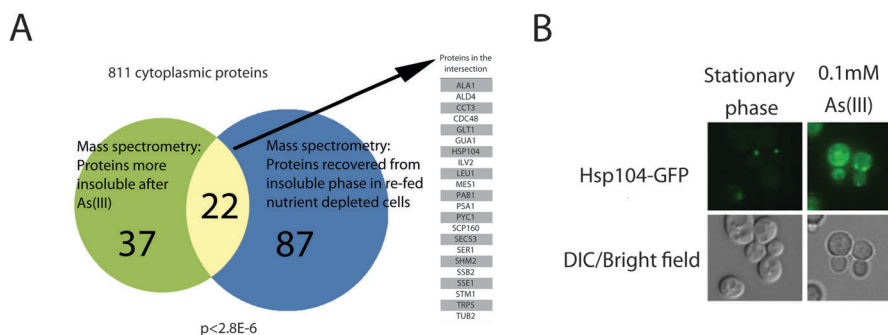 A
811 cytoplasmic proteins
Mass spectrometry:
Proteins more
insoluble after
As(III)
37
22
Mass spectrometry:
Proteins recovered from
insoluble phase in re-fed
nutrient depleted cells
87
p<2.8E-6
Proteins in the
intersection
ALA1
ALD4
CCT3
CDC48
GLT1
GUA1
HSP104
ILV2
LEU1
MES1
PAB1
PSA1
PYC1
SCP160
SEC53
SER1
SHM2
SSB2
SSE1
STM1
TRP5
TUB2
B
Stationary
phase
0.1mM
As(III)
Hsp104-GFP
DIC/Bright field